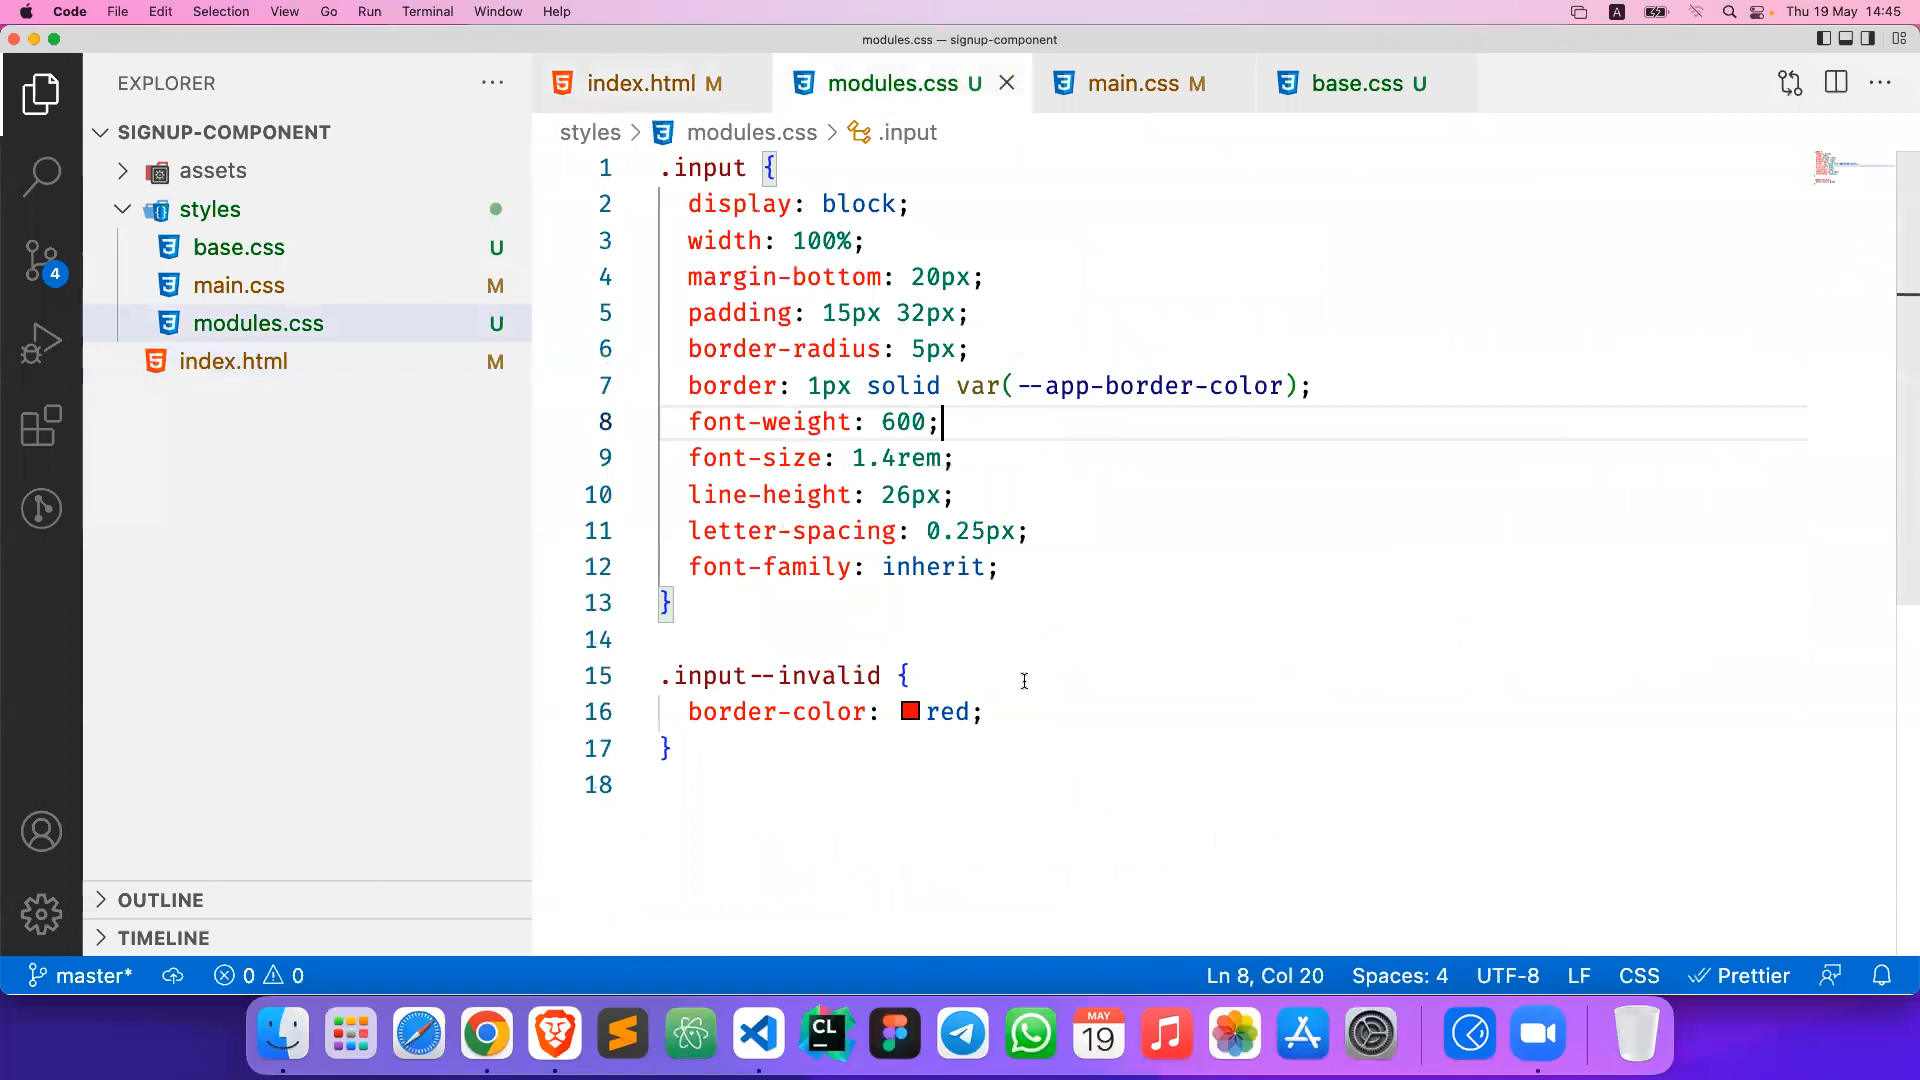 Code File Edit Selection View Go Run Terminal Window Help A Thu 19 May 14:45
modules.css — signup-component
EXPLORER
index.html M modules.css U main.css M base.css U
SIGNUP-COMPONENT
styles > modules.css > .input
assets
styles
base.css U
main.css M
modules.css U
index.html M
4
1 .input {
2 display: block;
3 width: 100%;
4 margin-bottom: 20px;
5 padding: 15px 32px;
6 border-radius: 5px;
7 border: 1px solid var(--app-border-color);
8 font-weight: 600;
9 font-size: 1.4rem;
10 line-height: 26px;
11 letter-spacing: 0.25px;
12 font-family: inherit;
13 }
14
15 .input--invalid {
16 border-color: red;
17 }
18
OUTLINE
TIMELINE
master* 0 0 Ln 8, Col 20 Spaces: 4 UTF-8 LF CSS Prettier
CL
MAY
19